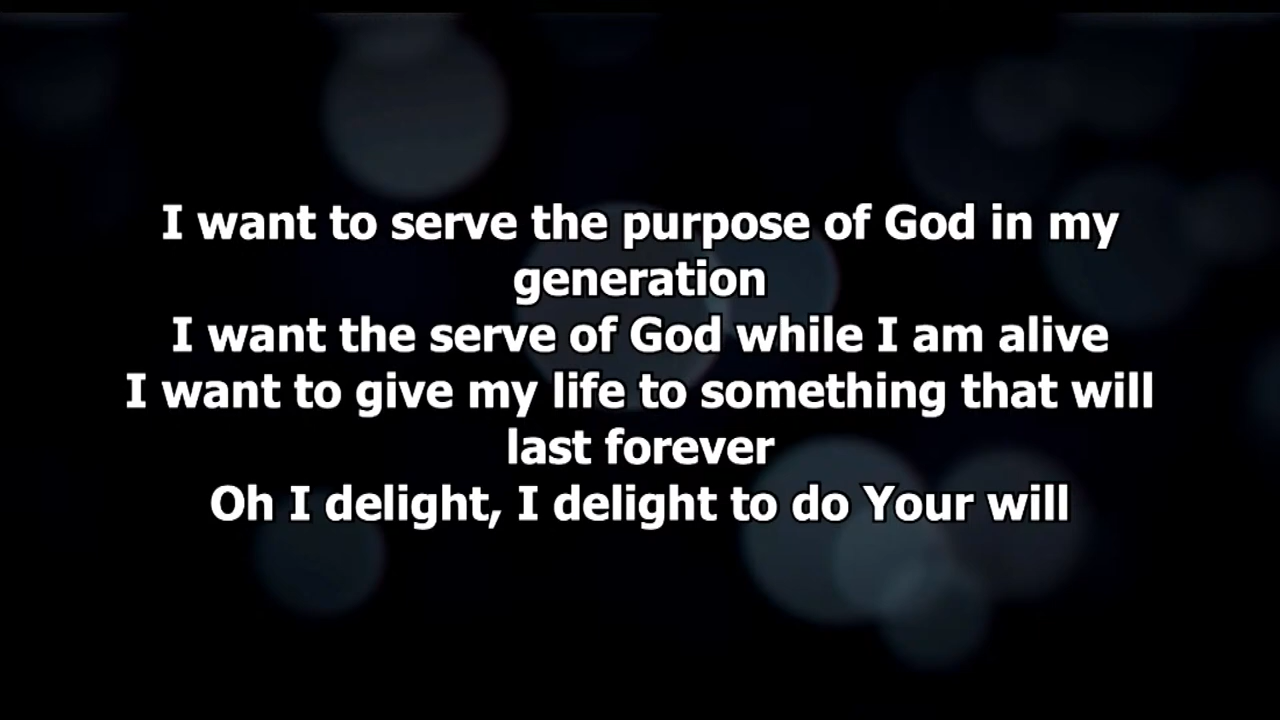 I want to serve the purpose of God in my
generation
I want the serve of God while I am alive
I want to give my life to something that will
last forever
Oh I delight, I delight to do Your will